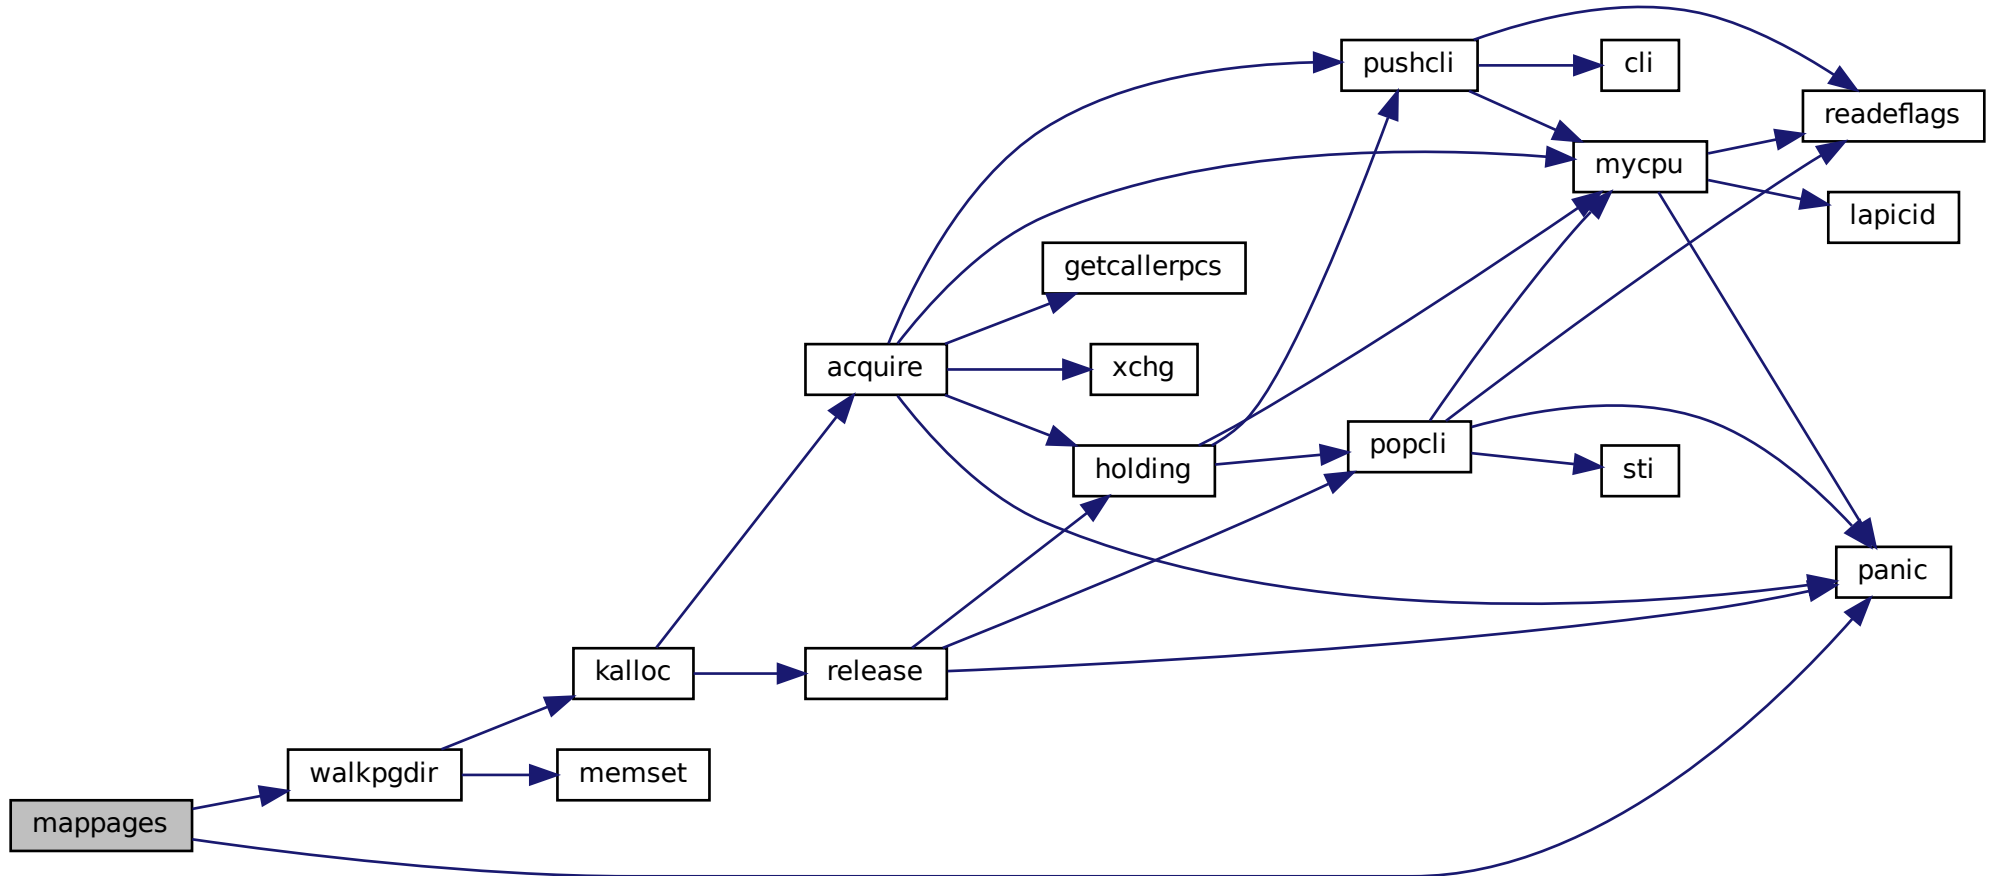 pushcli
cli
readeflags
mycpu
lapicid
getcallerpcs
acquire
xchg
popcli
holding
sti
panic
kalloc
release
walkpgdir
memset
mappages